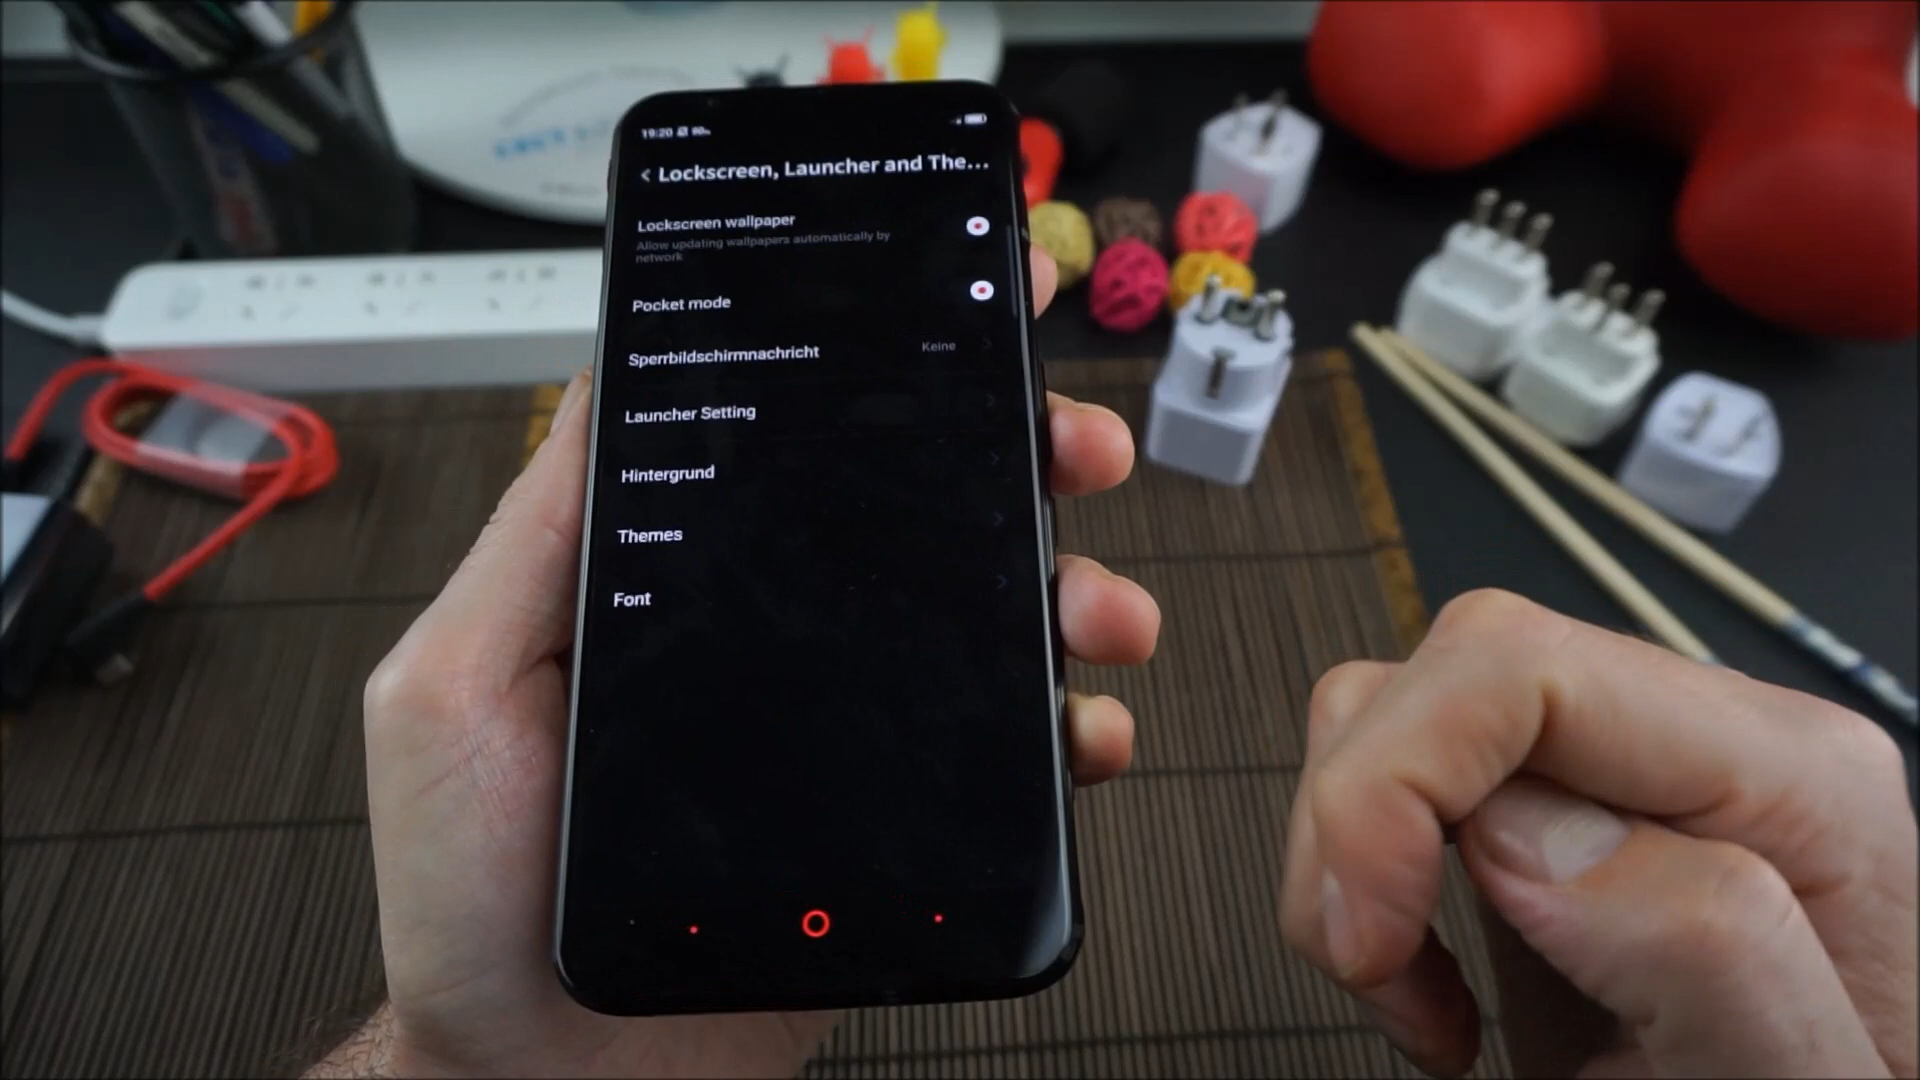 19:20
Lockscreen, Launcher and The...
Lockscreen wallpaper
Allow updating wallpapers automatically by
network
Pocket mode
Sperrbildschirmnachricht
Keine
Launcher Setting
Hintergrund
Themes
Font